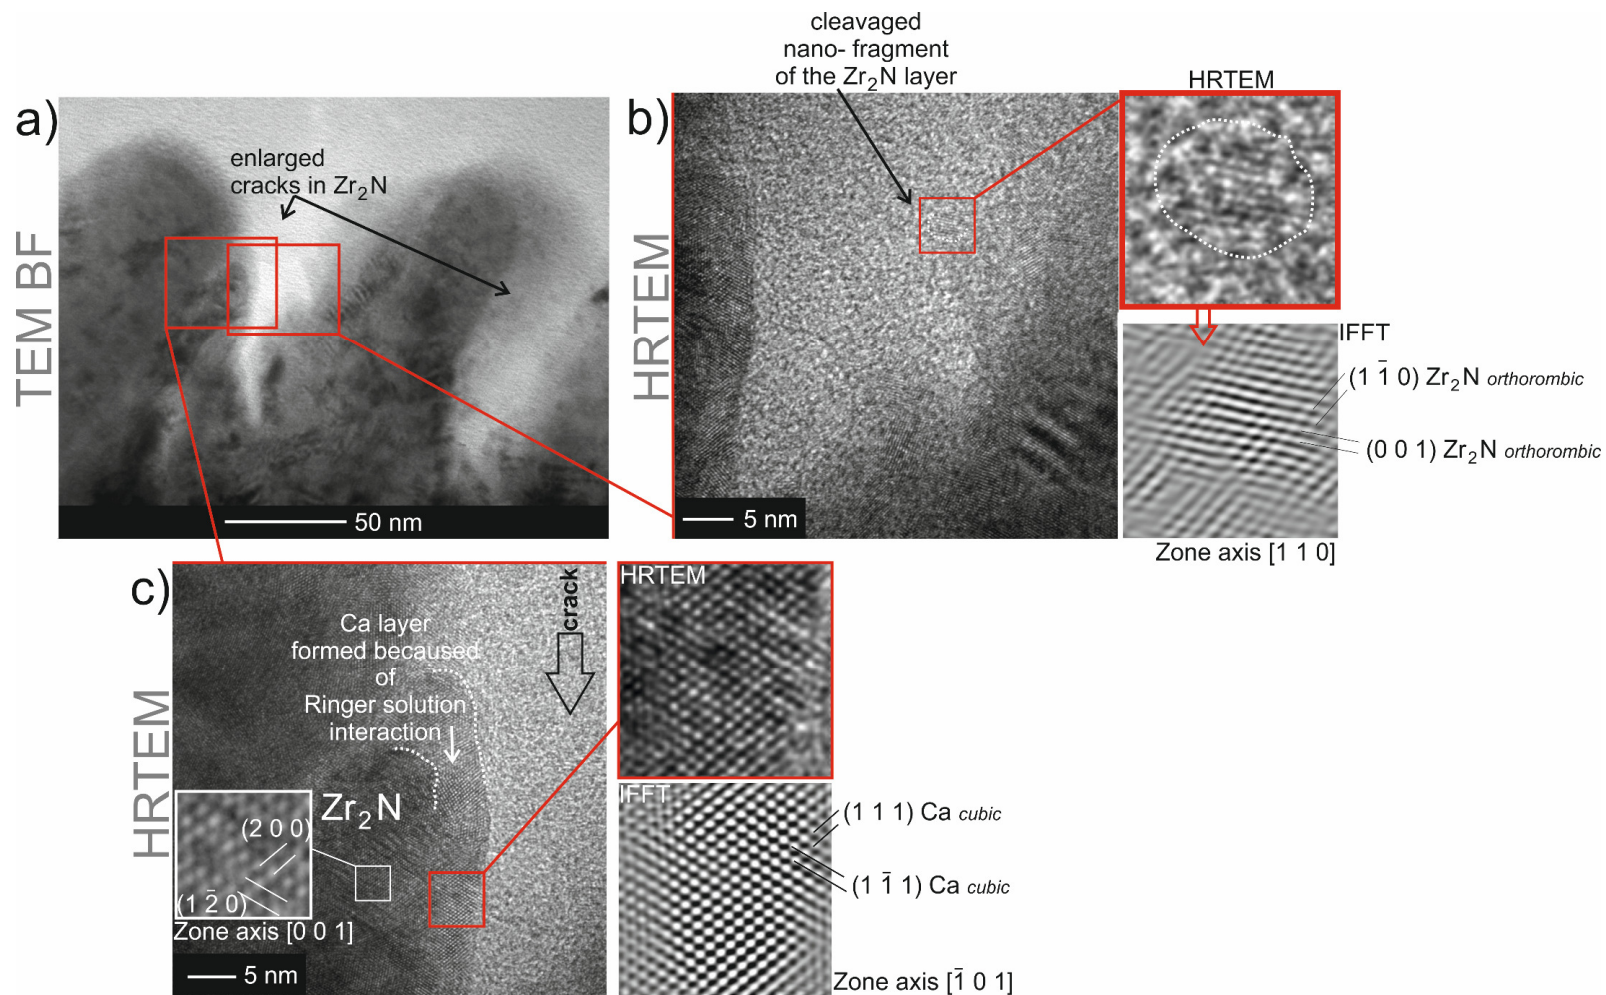 a)
TEM BF
enlarged
cracks in Zr₂N
50 nm
cleavaged
nano- fragment
of the Zr₂N layer
b)
HRTEM
5 nm
HRTEM
IFFT
(1 1̅ 0) Zr₂N orthorombic
(0 0 1) Zr₂N orthorombic
Zone axis [1 1 0]
c)
HRTEM
Ca layer
formed becaused
of
Ringer solution
interaction
crack
Zr₂N
(2 0 0)
(1 2̅ 0)
Zone axis [0 0 1]
5 nm
HRTEM
IFFT
(1 1 1) Ca cubic
(1 1̅ 1) Ca cubic
Zone axis [1̅ 0 1]